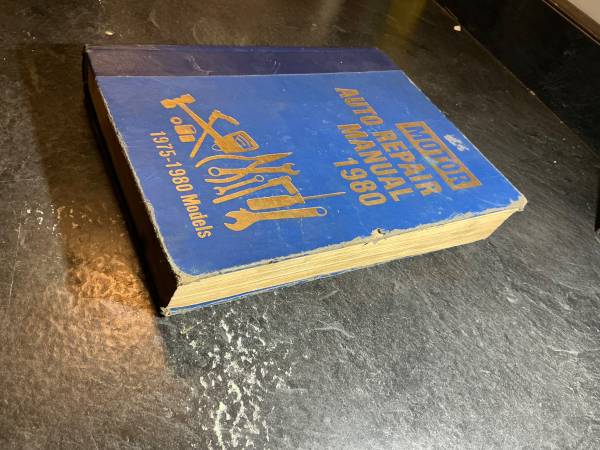 MOTOR
AUTO REPAIR
MANUAL
1980
1975-1980 Models